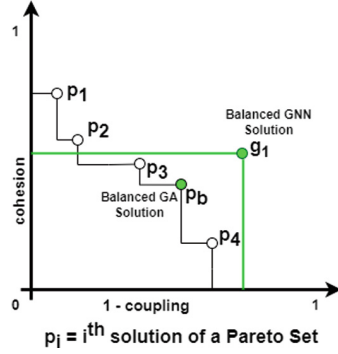 1
p1
Balanced GNN
Solution
p2
g1
p3
cohesion
Balanced GA
Solution
pb
p4
0
1 - coupling
1
pi = ith solution of a Pareto Set